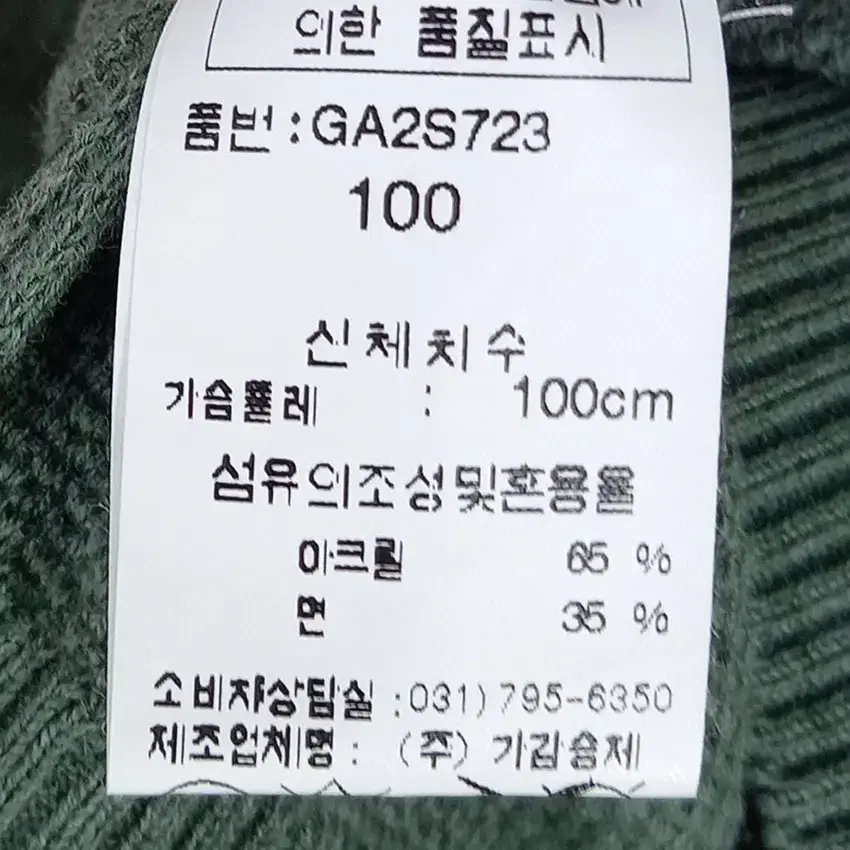 의한 품질표시
품번 : GA2S723
100
신체치수
가슴둘레 : 100cm
섬유의조성및혼용율
아크릴 65 %
면 35 %
소비자상담실 : 031) 795-6350
제조업체명 : (주) 가김승제